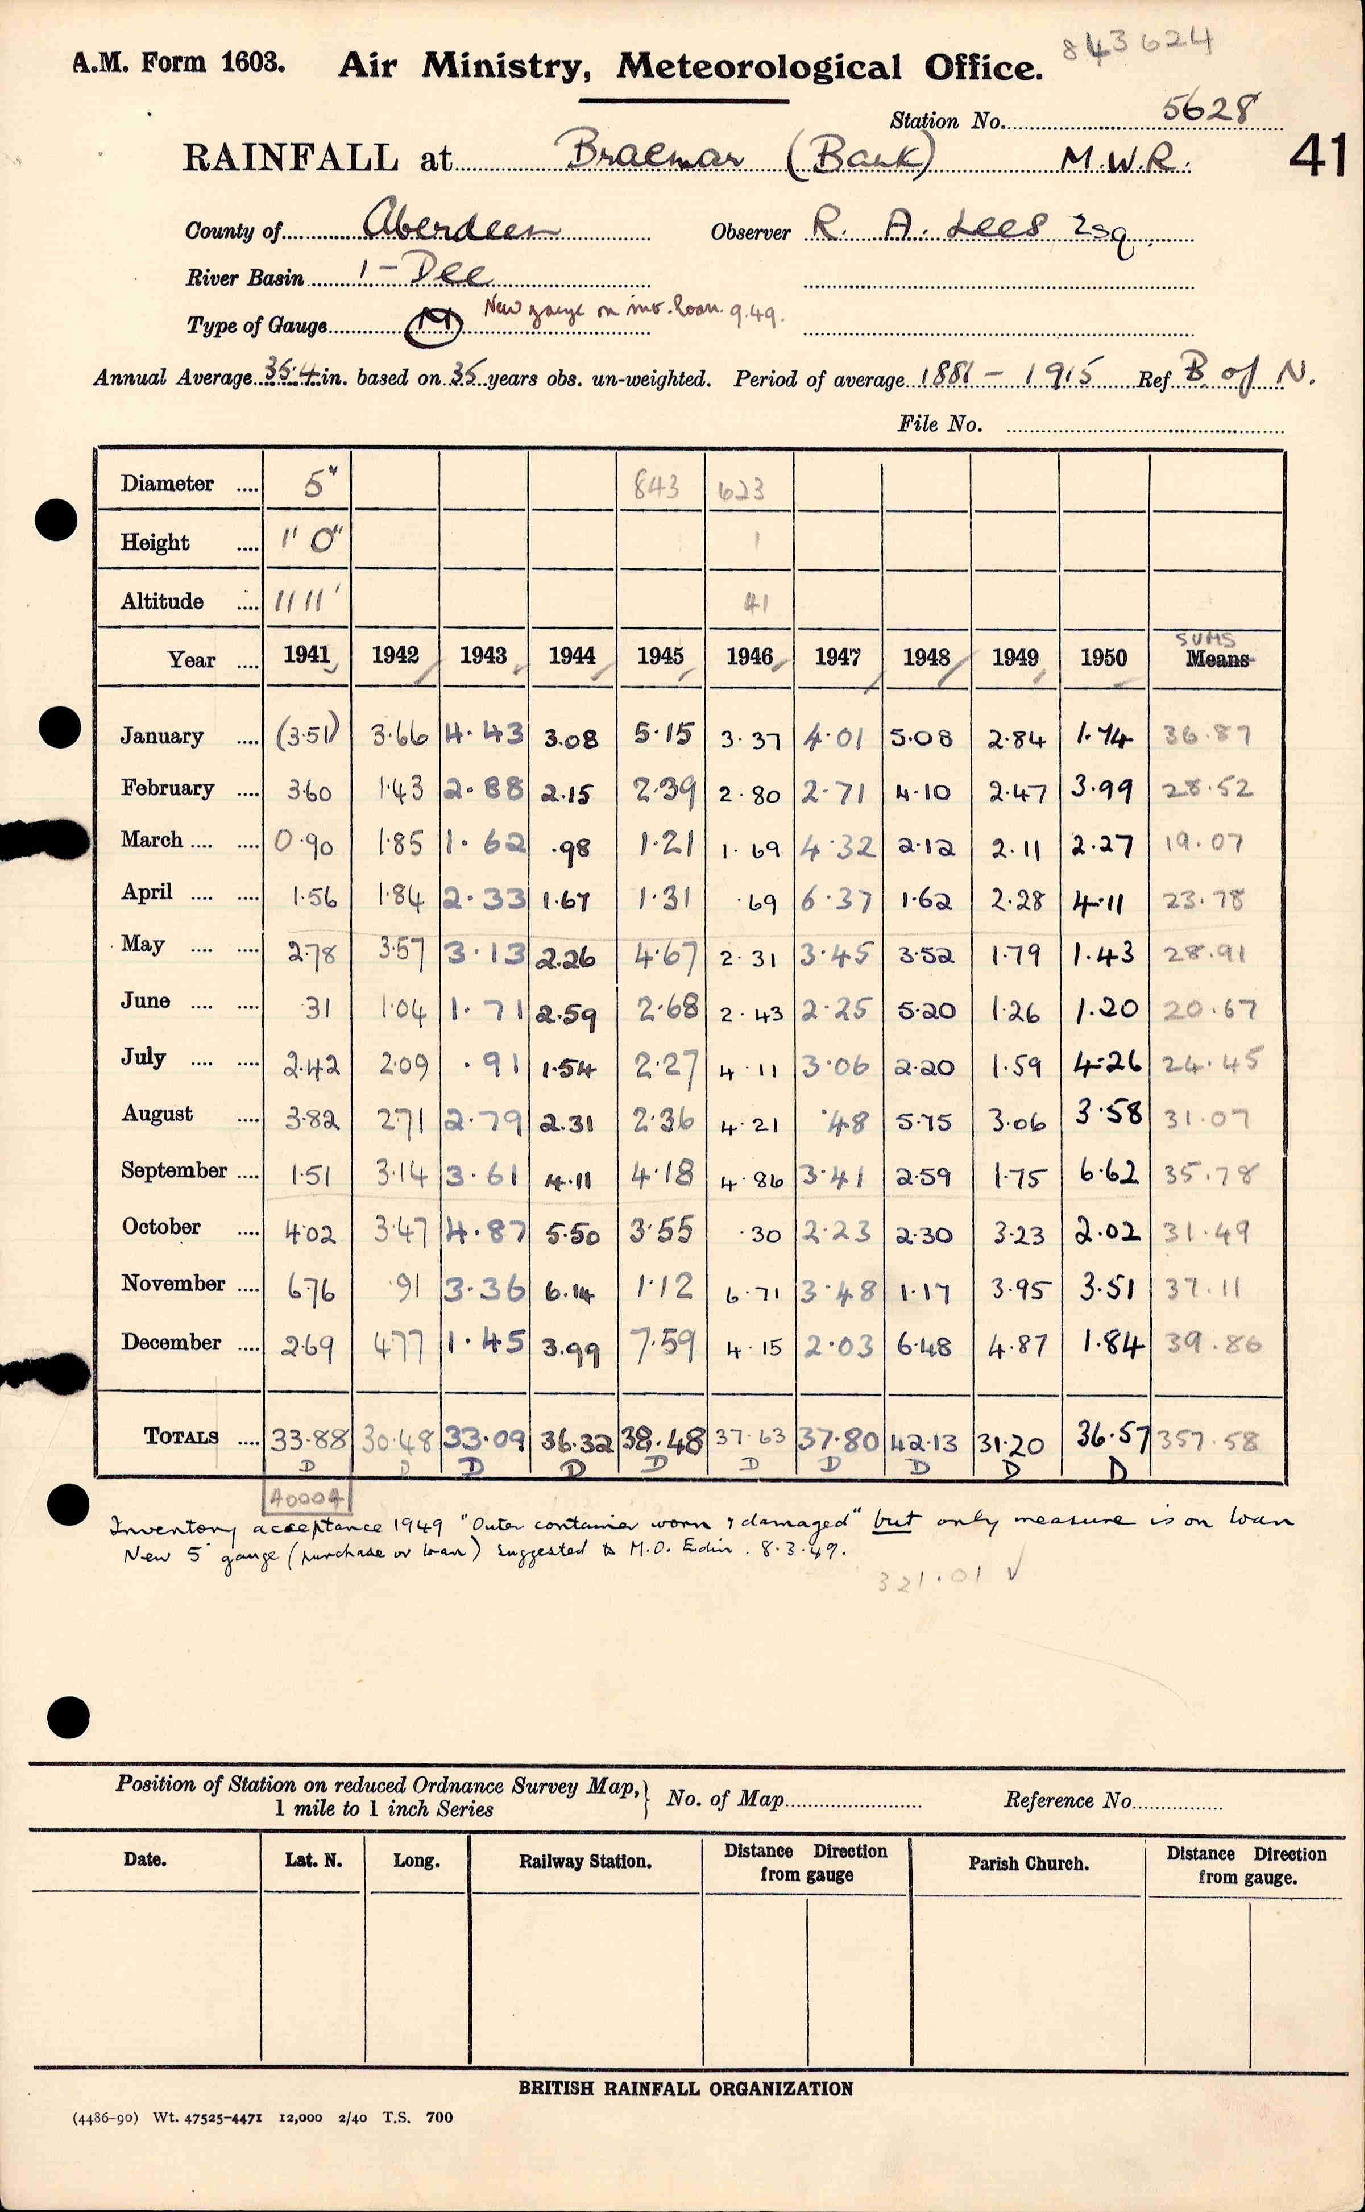 843624
A.M. Form 1603. Air Ministry, Meteorological Office.
Station No. 5628
RAINFALL at Braemar (Bank) M.W.R. 41
County of Aberdeen Observer R. A. Lees Esq.
River Basin 1 - Dee
Type of Gauge M New gauge on inv. loan 9.49.
Annual Average 35.4 in. based on 35 years obs. un-weighted. Period of average 1881 - 1915 Ref B of N.
File No.
Diameter .... 5" 843 623
Height .... 1' 0" 1
Altitude .... 1111' 41
SUMS
Year .... 1941 1942 1943 1944 1945 1946 1947 1948 1949 1950 Means
January .... (3.51) 3.66 4.43 3.08 5.15 3.37 4.01 5.08 2.84 1.74 36.87
February .... 3.60 1.43 2.88 2.15 2.39 2.80 2.71 4.10 2.47 3.99 28.52
March .... .... 0.90 1.85 1.62 .98 1.21 1.69 4.32 2.12 2.11 2.27 19.07
April .... .... 1.56 1.84 2.33 1.67 1.31 .69 6.37 1.62 2.28 4.11 23.78
May .... .... 2.78 3.57 3.13 2.26 4.67 2.31 3.45 3.52 1.79 1.43 28.91
June .... .... .31 1.04 1.71 2.59 2.68 2.43 2.25 5.20 1.26 1.20 20.67
July .... .... 2.42 2.09 .91 1.54 2.27 4.11 3.06 2.20 1.59 4.26 24.45
August .... 3.82 2.71 2.79 2.31 2.36 4.21 .48 5.75 3.06 3.58 31.07
September .... 1.51 3.14 3.61 4.11 4.18 4.86 3.41 2.59 1.75 6.62 35.78
October .... 4.02 3.47 4.87 5.50 3.55 .30 2.23 2.30 3.23 2.02 31.49
November .... 6.76 .91 3.36 6.14 1.12 6.71 3.48 1.17 3.95 3.51 37.11
December .... 2.69 4.77 1.45 3.99 7.59 4.15 2.03 6.48 4.87 1.84 39.86
TOTALS .... 33.88 30.48 33.09 36.32 38.48 37.63 37.80 42.13 31.20 36.57 357.58
D D D D D D D D D D
A000A
Inventory acceptance 1949 "Outer container worn & damaged" but only measure is on loan
New 5" gauge (purchase or loan) suggested to M.O. Edin. 8.3.49.
321.01 ✓
Position of Station on reduced Ordnance Survey Map, } No. of Map Reference No
1 mile to 1 inch Series
Date. Lat. N. Long. Railway Station. Distance Direction from gauge Parish Church. Distance Direction from gauge.
BRITISH RAINFALL ORGANIZATION
(4486-90) Wt. 47525-4471 12,000 2/40 T.S. 700